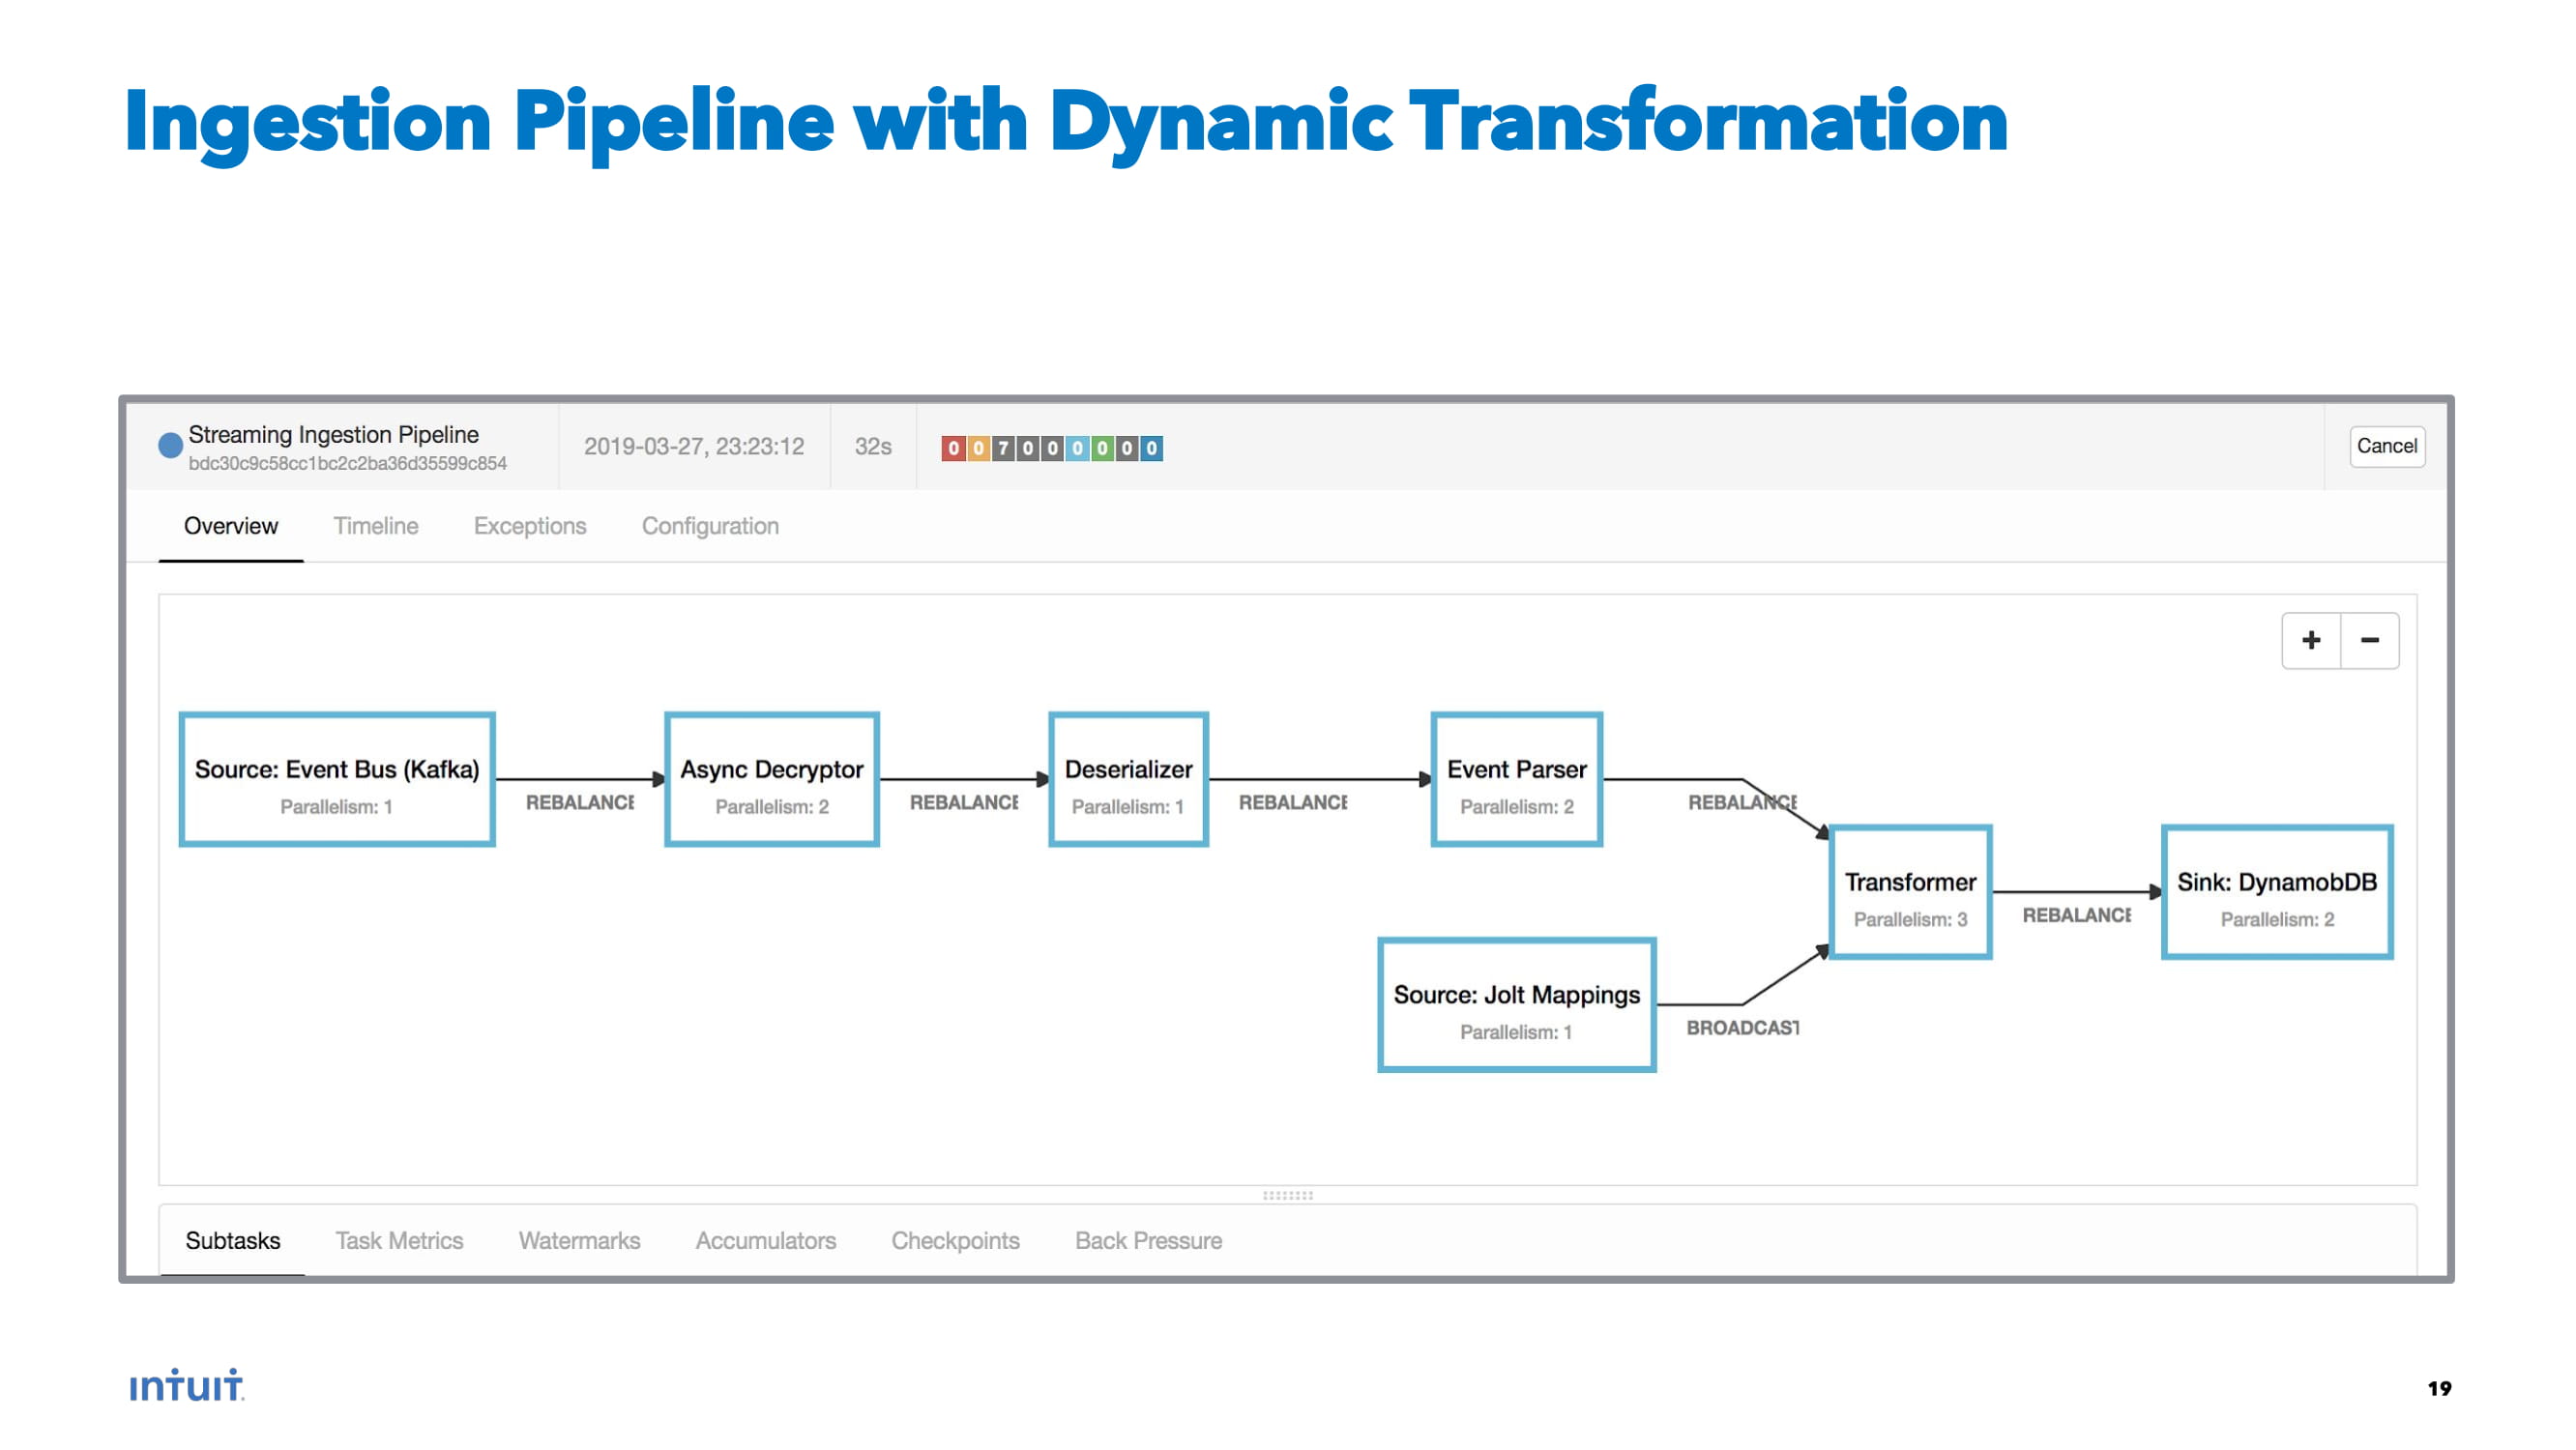 Ingestion Pipeline with Dynamic Transformation
Streaming Ingestion Pipeline
bdc30c9c58cc1bc2c2ba36d35599c854
2019-03-27, 23:23:12
32s
0 0 7 0 0 0 0 0 0
Cancel
Overview Timeline Exceptions Configuration
+ −
Source: Event Bus (Kafka)
Parallelism: 1
REBALANCE
Async Decryptor
Parallelism: 2
REBALANCE
Deserializer
Parallelism: 1
REBALANCE
Event Parser
Parallelism: 2
REBALANCE
Source: Jolt Mappings
Parallelism: 1
BROADCAST
Transformer
Parallelism: 3
REBALANCE
Sink: DynamobDB
Parallelism: 2
Subtasks Task Metrics Watermarks Accumulators Checkpoints Back Pressure
intuit.
19